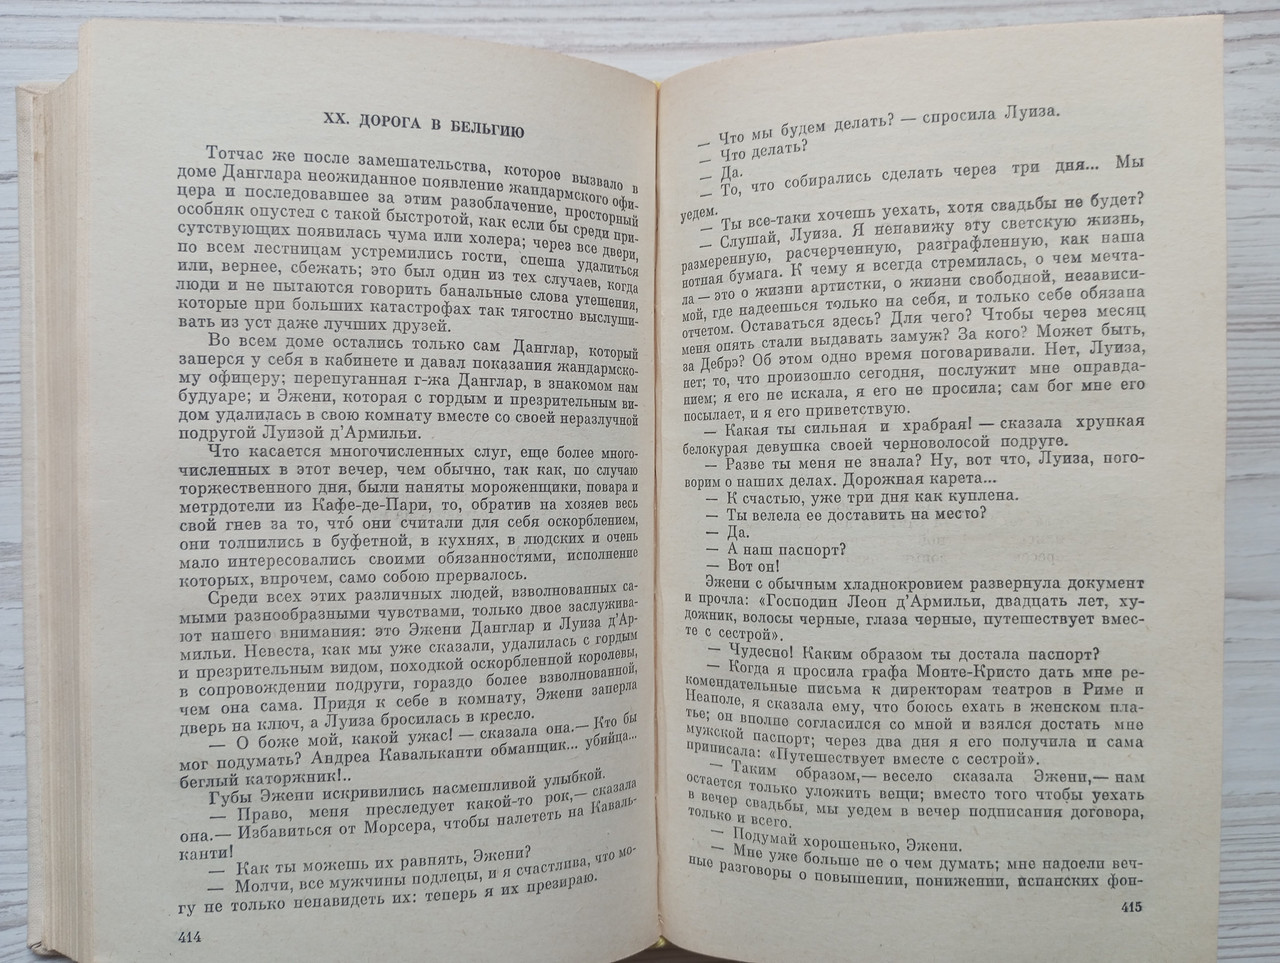 XX. ДОРОГА В БЕЛЬГИЮ
Тотчас же после замешательства, которое вызвало в
доме Данглара неожиданное появление жандармского офи-
цера и последовавшее за этим разоблачение, просторный
особняк опустел с такой быстротой, как если бы среди при-
сутствующих появилась чума или холера; через все двери,
по всем лестницам устремились гости, спеша удалиться
или, вернее, сбежать; это был один из тех случаев, когда
люди и не пытаются говорить банальные слова утешения,
которые при больших катастрофах так тягостно выслуши-
вать из уст даже лучших друзей.
Во всем доме остались только сам Данглар, который
заперся у себя в кабинете и давал показания жандармско-
му офицеру; перепуганная г-жа Данглар, в знакомом нам
будуаре; и Эжени, которая с гордым и презрительным ви-
дом удалилась в свою комнату вместе со своей неразлучной
подругой Луизой д'Армильи.
Что касается многочисленных слуг, еще более много-
численных в этот вечер, чем обычно, так как, по случаю
торжественного дня, были наняты мороженщики, повара и
метрдотели из Кафе-де-Пари, то, обратив на хозяев весь
свой гнев за то, что́ они считали для себя оскорблением,
они толпились в буфетной, в кухнях, в людских и очень
мало интересовались своими обязанностями, исполнение
которых, впрочем, само собою прервалось.
Среди всех этих различных людей, взволнованных са-
мыми разнообразными чувствами, только двое заслужива-
ют нашего внимания: это Эжени Данглар и Луиза д'Ар-
мильи. Невеста, как мы уже сказали, удалилась с гордым
и презрительным видом, походкой оскорбленной королевы,
в сопровождении подруги, гораздо более взволнованной,
чем она сама. Придя к себе в комнату, Эжени заперла
дверь на ключ, а Луиза бросилась в кресло.
— О боже мой, какой ужас! — сказала она.— Кто бы
мог подумать? Андреа Кавальканти обманщик... убийца...
беглый каторжник!..
Губы Эжени искривились насмешливой улыбкой.
— Право, меня преследует какой-то рок,— сказала
она.— Избавиться от Морсера, чтобы налететь на Каваль-
канти!
— Как ты можешь их равнять, Эжени?
— Молчи, все мужчины подлецы, и я счастлива, что мо-
гу не только ненавидеть их: теперь я их презираю.
414
— Что мы будем делать? — спросила Луиза.
— Что делать?
— Да.
— То, что собирались сделать через три дня... Мы
уедем.
— Ты все-таки хочешь уехать, хотя свадьбы не будет?
— Слушай, Луиза. Я ненавижу эту светскую жизнь,
размеренную, расчерченную, разграфленную, как наша
нотная бумага. К чему я всегда стремилась, о чем мечта-
ла — это о жизни артистки, о жизни свободной, независи-
мой, где надеешься только на себя, и только себе обязана
отчетом. Оставаться здесь? Для чего? Чтобы через месяц
меня опять стали выдавать замуж? За кого? Может быть,
за Дебрэ? Об этом одно время поговаривали. Нет, Луиза,
нет; то, что произошло сегодня, послужит мне оправда-
нием; я его не искала, я его не просила; сам бог мне его
посылает, и я его приветствую.
— Какая ты сильная и храбрая! — сказала хрупкая
белокурая девушка своей черноволосой подруге.
— Разве ты меня не знала? Ну, вот что, Луиза, пого-
ворим о наших делах. Дорожная карета...
— К счастью, уже три дня как куплена.
— Ты велела ее доставить на место?
— Да.
— А наш паспорт?
— Вот он!
Эжени с обычным хладнокровием развернула документ
и прочла: «Господин Леон д'Армильи, двадцать лет, ху-
дожник, волосы черные, глаза черные, путешествует вмес-
те с сестрой».
— Чудесно! Каким образом ты достала паспорт?
— Когда я просила графа Монте-Кристо дать мне ре-
комендательные письма к директорам театров в Риме и
Неаполе, я сказала ему, что боюсь ехать в женском пла-
тье; он вполне согласился со мной и взялся достать мне
мужской паспорт; через два дня я его получила и сама
приписала: «Путешествует вместе с сестрой».
— Таким образом,— весело сказала Эжени,— нам
остается только уложить вещи; вместо того чтобы уехать
в вечер свадьбы, мы уедем в вечер подписания договора,
только и всего.
— Подумай хорошенько, Эжени.
— Мне уже больше не о чем думать; мне надоели веч-
ные разговоры о повышении, понижении, испанских фон-
415